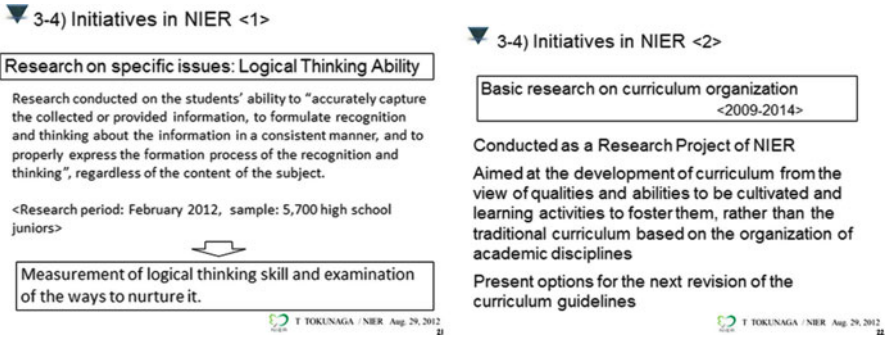 3-4) Initiatives in NIER <1>
Research on specific issues: Logical Thinking Ability
Research conducted on the students' ability to “accurately capture
the collected or provided information, to formulate recognition
and thinking about the information in a consistent manner, and to
properly express the formation process of the recognition and
thinking”, regardless of the content of the subject.
<Research period: February 2012, sample: 5,700 high school
juniors>
Measurement of logical thinking skill and examination
of the ways to nurture it.
NIER
T TOKUNAGA / NIER Aug. 29, 2012
21
3-4) Initiatives in NIER <2>
Basic research on curriculum organization
<2009-2014>
Conducted as a Research Project of NIER
Aimed at the development of curriculum from the
view of qualities and abilities to be cultivated and
learning activities to foster them, rather than the
traditional curriculum based on the organization of
academic disciplines
Present options for the next revision of the
curriculum guidelines
NIER
T TOKUNAGA / NIER Aug. 29, 2012
22